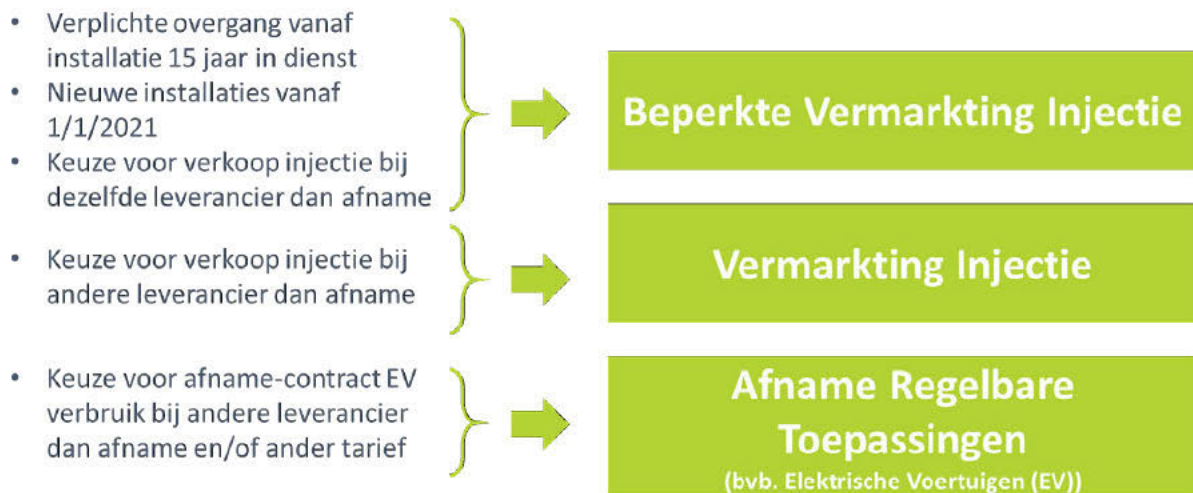 • Verplichte overgang vanaf
installatie 15 jaar in dienst
• Nieuwe installaties vanaf
1/1/2021
• Keuze voor verkoop injectie bij
dezelfde leverancier dan afname
Beperkte Vermarkting Injectie
• Keuze voor verkoop injectie bij
andere leverancier dan afname
Vermarkting Injectie
• Keuze voor afname-contract EV
verbruik bij andere leverancier
dan afname en/of ander tarief
Afname Regelbare
Toepassingen
(bvb. Elektrische Voertuigen (EV))